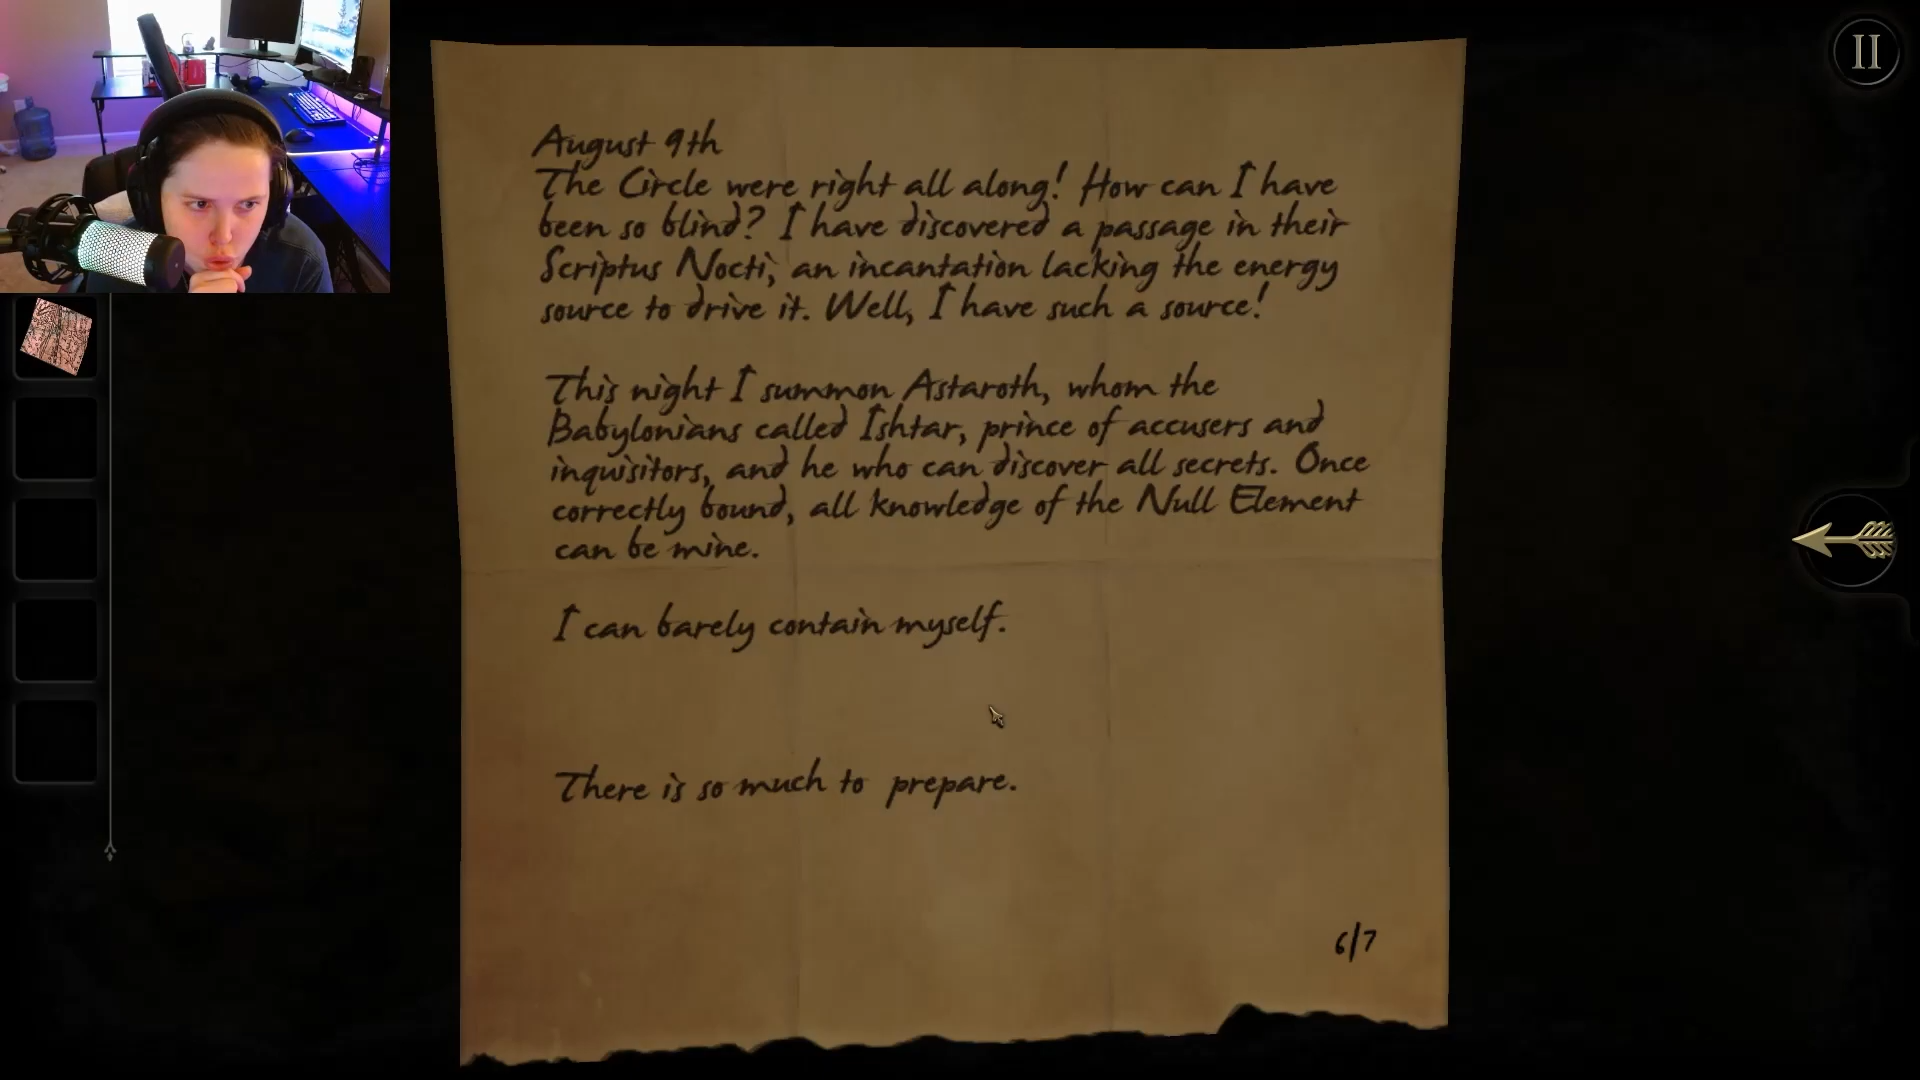 August 9th
The Circle were right all along! How can I have
been so blind? I have discovered a passage in their
Scriptus Nocti, an incantation lacking the energy
source to drive it. Well, I have such a source!
This night I summon Astaroth, whom the
Babylonians called Ishtar, prince of accusers and
inquisitors, and he who can discover all secrets. Once
correctly bound, all knowledge of the Null Element
can be mine.
I can barely contain myself.
There is so much to prepare.
6/7